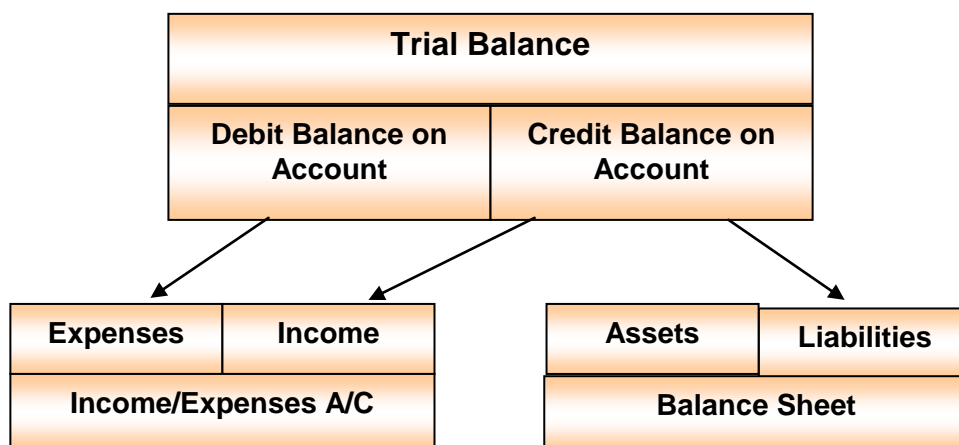 Trial Balance
Debit Balance on
Account
Credit Balance on
Account
Expenses
Income
Income/Expenses A/C
Assets
Liabilities
Balance Sheet